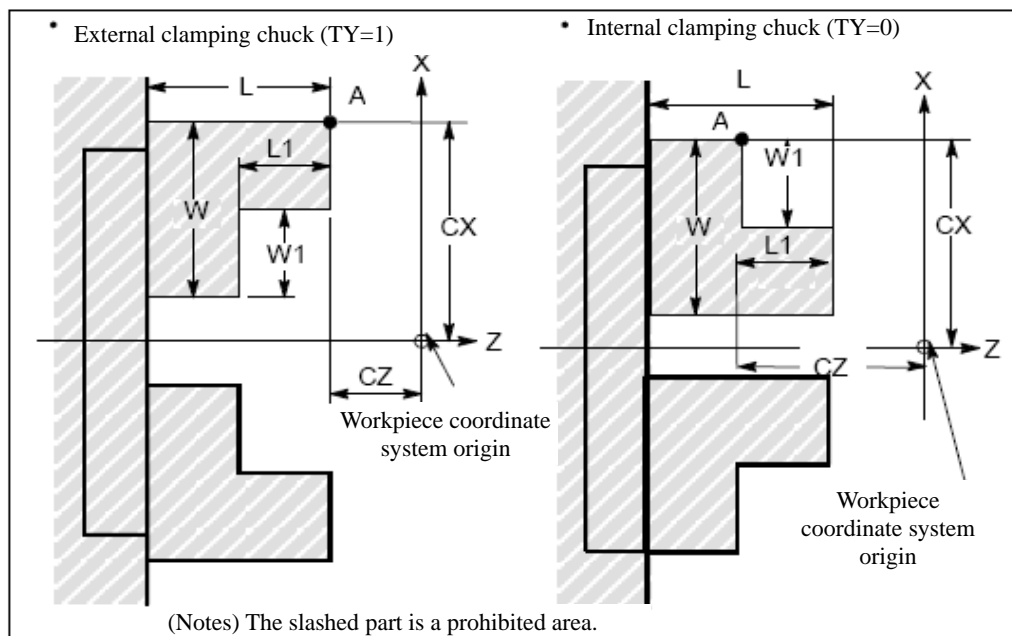 • External clamping chuck (TY=1)
X
L
A
L1
W
CX
W1
Z
CZ
Workpiece coordinate
system origin
• Internal clamping chuck (TY=0)
L
X
A
W1
W
CX
L1
Z
CZ
Workpiece
coordinate system
origin
(Notes) The slashed part is a prohibited area.